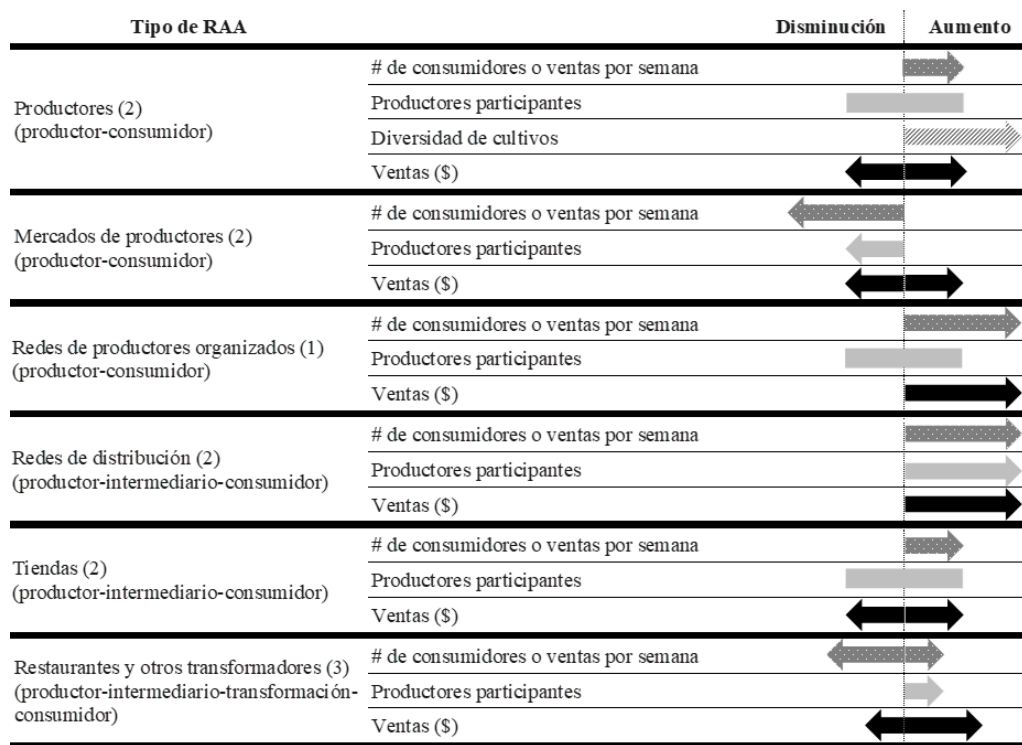 Tipo de RAA Disminución Aumento
# de consumidores o ventas por semana
Productores (2)
(productor-consumidor)
Productores participantes
Diversidad de cultivos
Ventas ($)
# de consumidores o ventas por semana
Mercados de productores (2)
(productor-consumidor)
Productores participantes
Ventas ($)
# de consumidores o ventas por semana
Redes de productores organizados (1)
(productor-consumidor)
Productores participantes
Ventas ($)
# de consumidores o ventas por semana
Redes de distribución (2)
(productor-intermediario-consumidor)
Productores participantes
Ventas ($)
# de consumidores o ventas por semana
Tiendas (2)
(productor-intermediario-consumidor)
Productores participantes
Ventas ($)
# de consumidores o ventas por semana
Restaurantes y otros transformadores (3)
(productor-intermediario-transformación-
consumidor)
Productores participantes
Ventas ($)